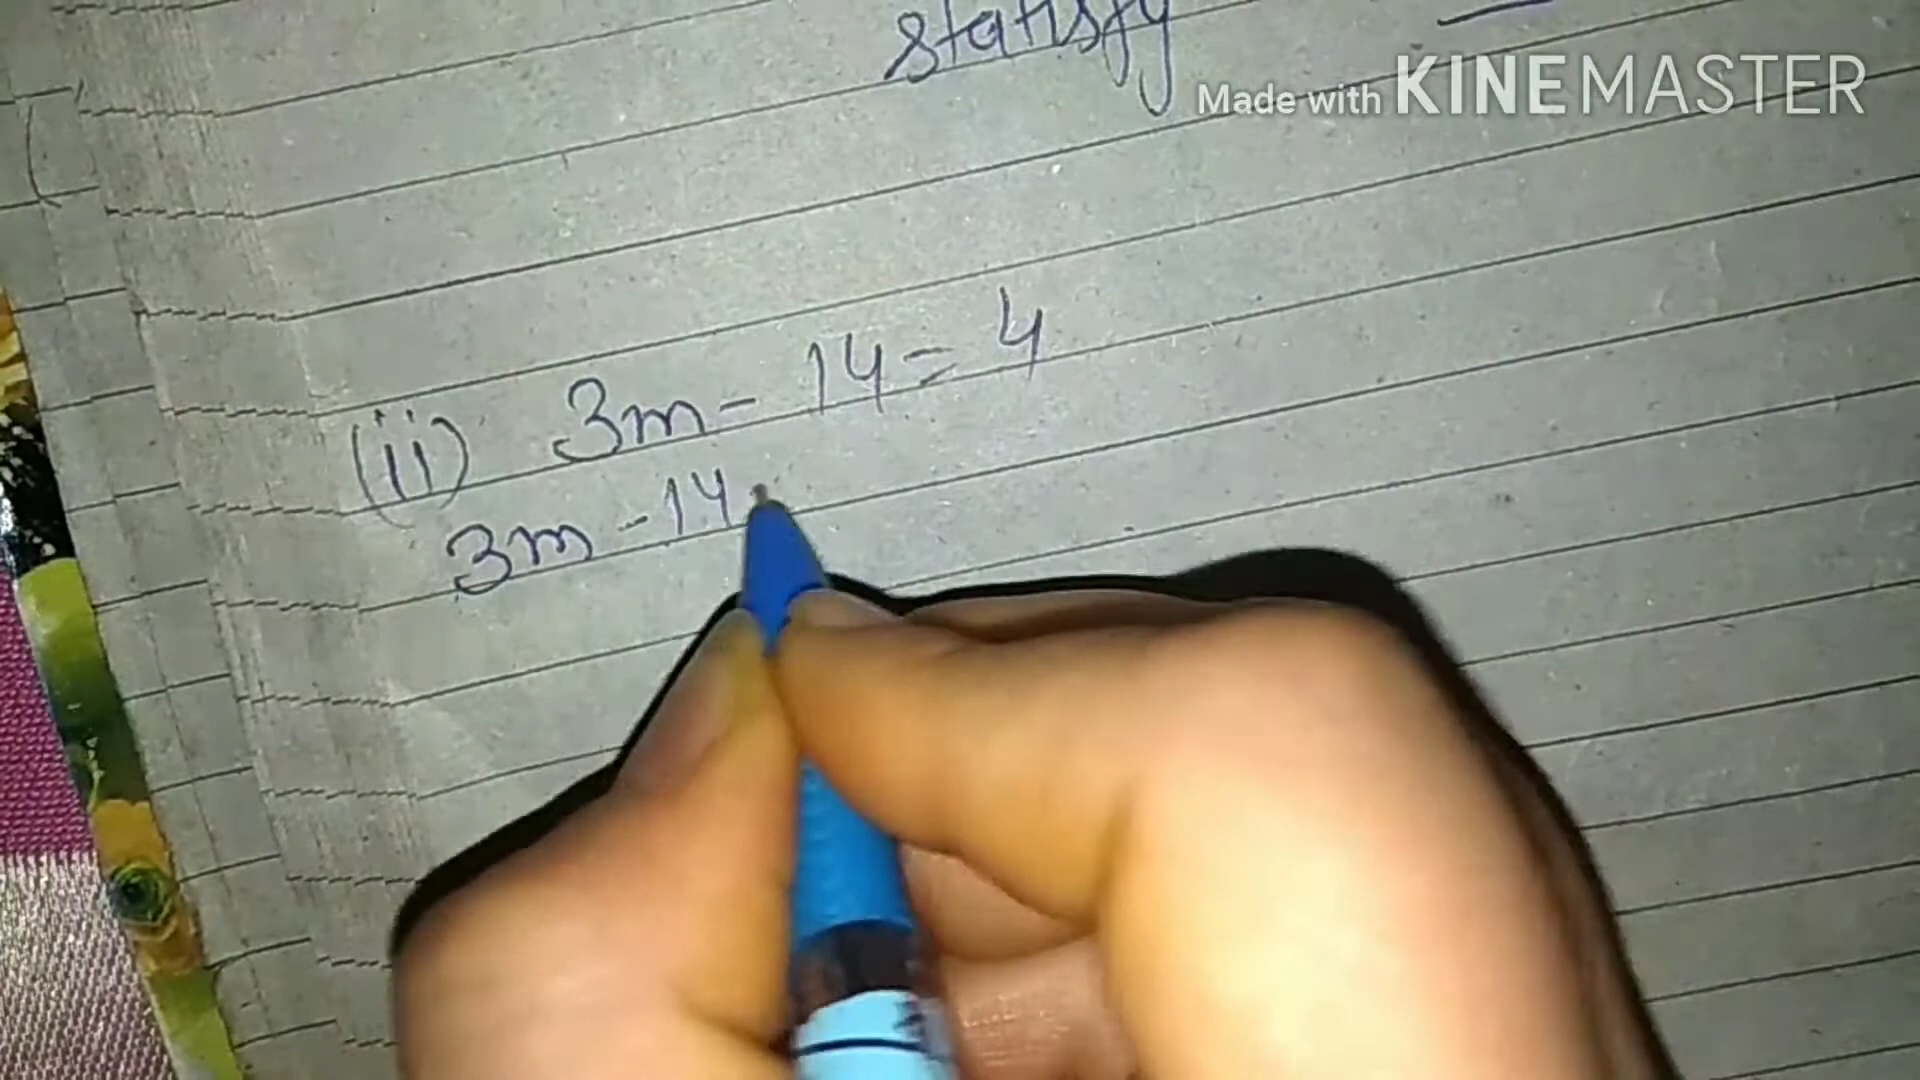 statisfy
Made with KINEMASTER
(ii) 3m - 14 = 4
3m - 14